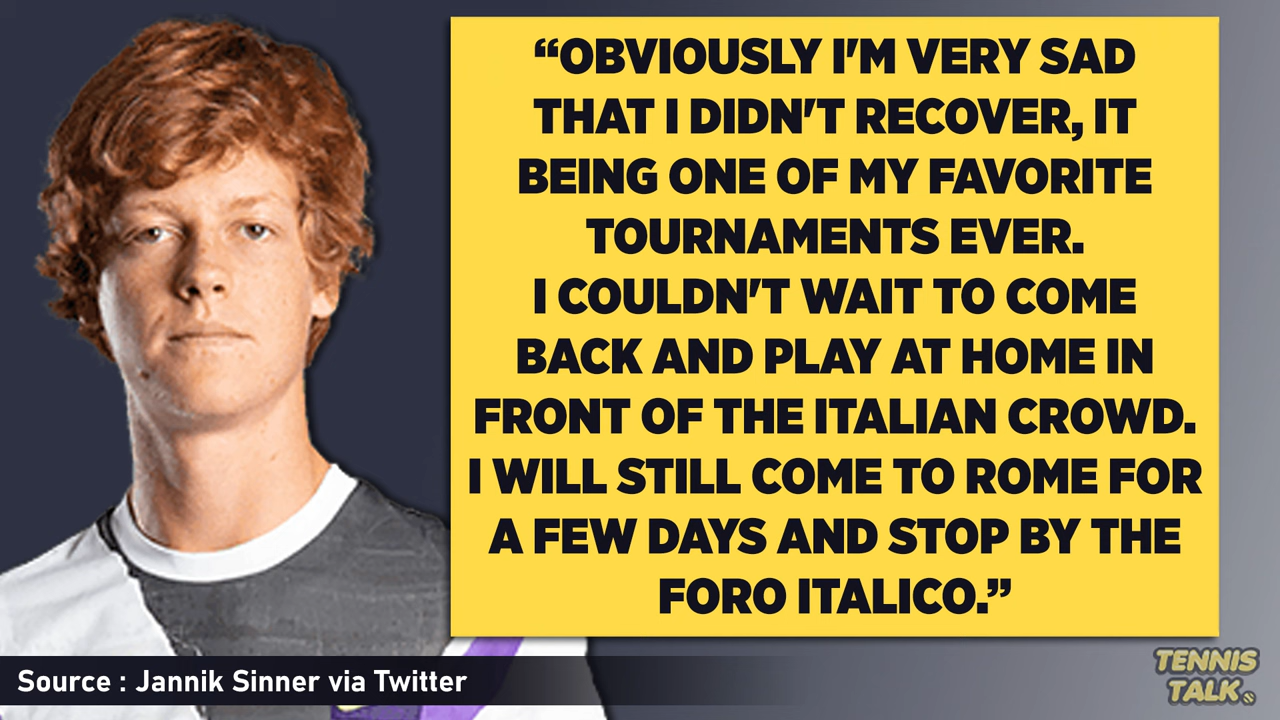 “OBVIOUSLY I'M VERY SAD
THAT I DIDN'T RECOVER, IT
BEING ONE OF MY FAVORITE
TOURNAMENTS EVER.
I COULDN'T WAIT TO COME
BACK AND PLAY AT HOME IN
FRONT OF THE ITALIAN CROWD.
I WILL STILL COME TO ROME FOR
A FEW DAYS AND STOP BY THE
FORO ITALICO.”
Source : Jannik Sinner via Twitter
TENNIS
TALK